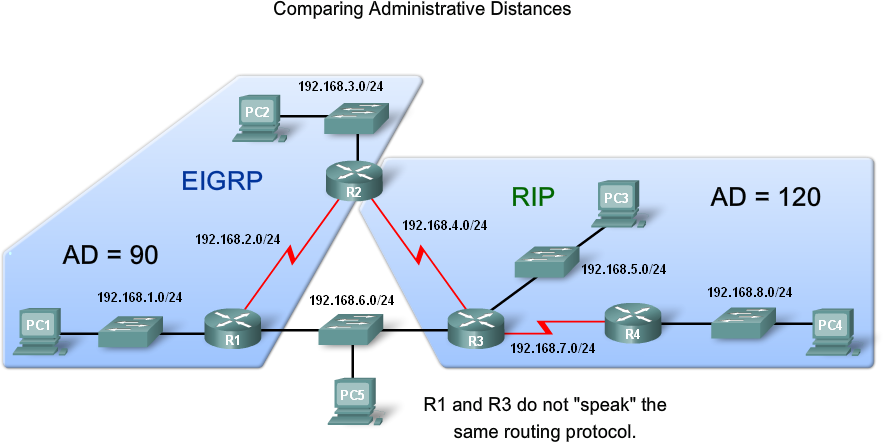 Comparing Administrative Distances
192.168.3.0/24
PC2
EIGRP
R2
RIP
PC3
AD = 120
192.168.2.0/24
192.168.4.0/24
AD = 90
192.168.5.0/24
192.168.1.0/24
192.168.6.0/24
192.168.8.0/24
PC1
R1
R3
R4
PC4
192.168.7.0/24
PC5
R1 and R3 do not "speak" the
same routing protocol.